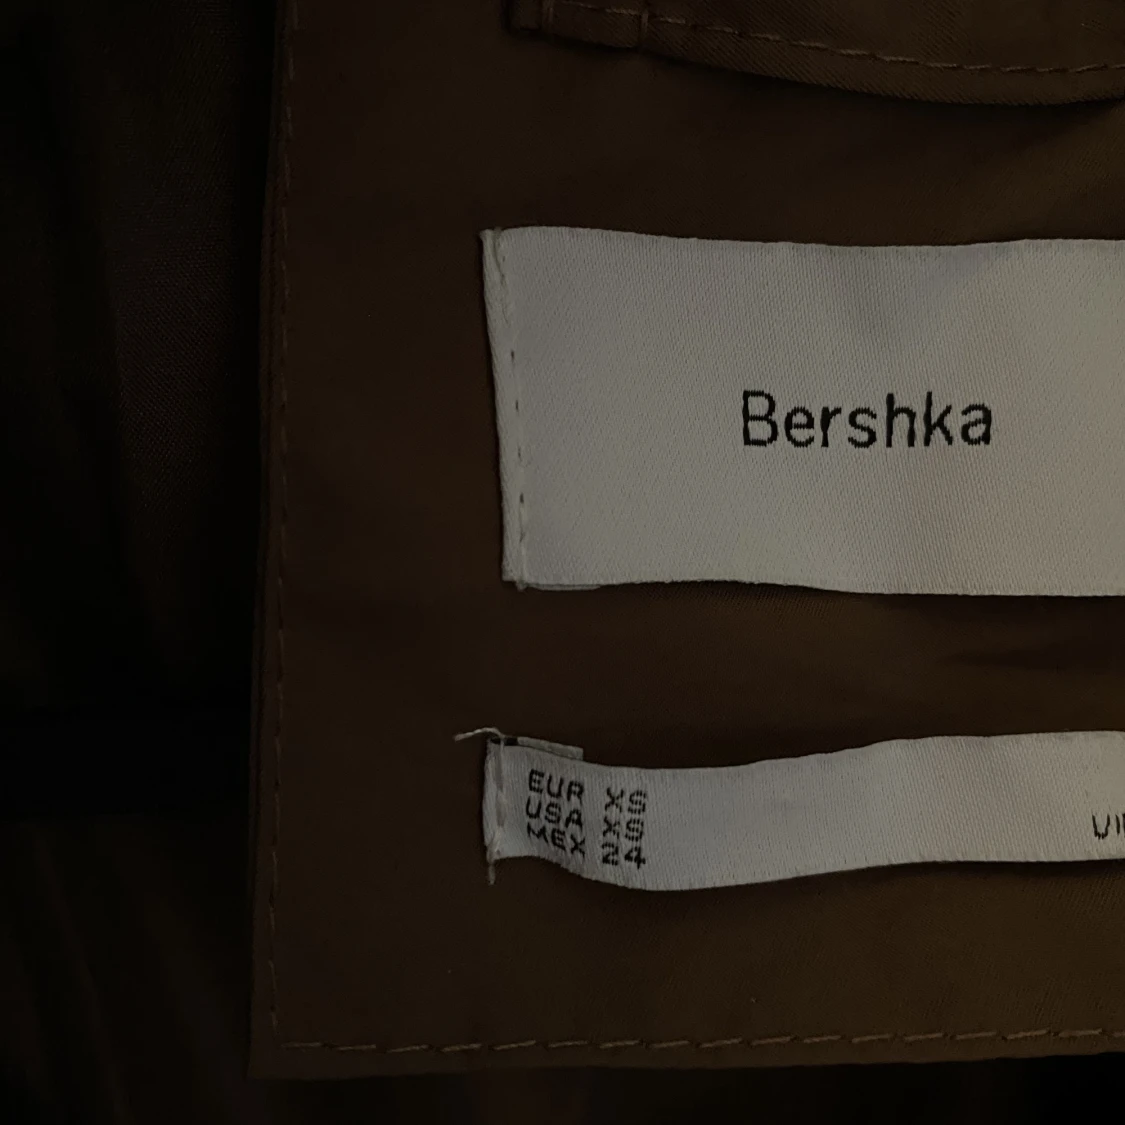 Bershka
EUR XS
USA XS
MEX 24